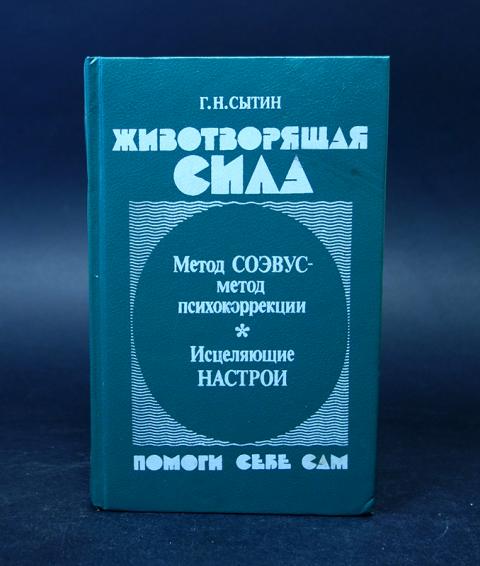 Г.Н.СЫТИН
ЖИВОТВОРЯЩАЯ
СИЛА
Метод СОЭВУС-
метод
психокоррекции
*
Исцеляющие
НАСТРОИ
ПОМОГИ СЕБЕ САМ